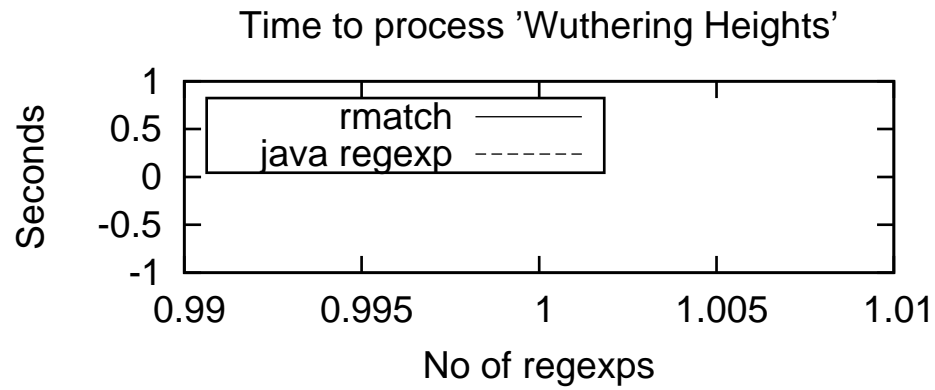 Time to process 'Wuthering Heights'
Seconds
1
0.5
0
-0.5
-1
rmatch
java regexp
0.99 0.995 1 1.005 1.01
No of regexps